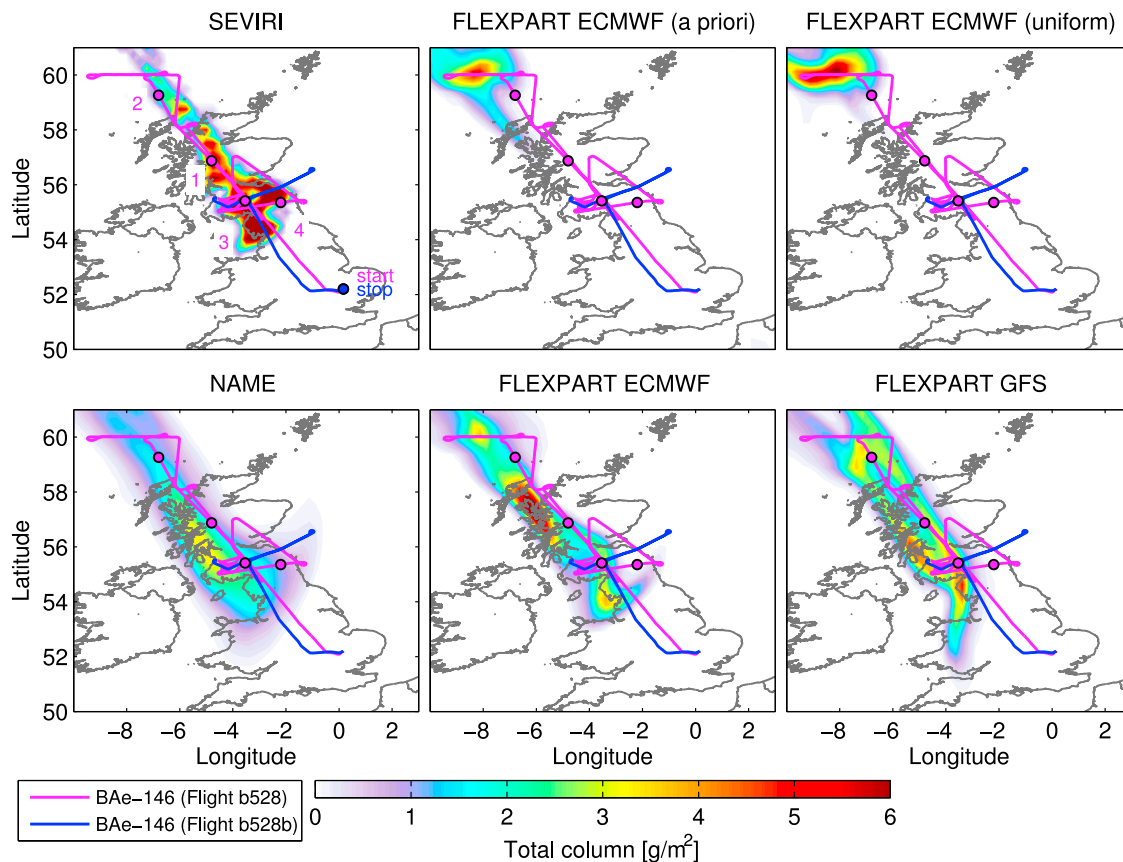 SEVIRI
FLEXPART ECMWF (a priori)
FLEXPART ECMWF (uniform)
Latitude
60
58
56
54
52
50
2
1
3
4
start
stop
NAME
FLEXPART ECMWF
FLEXPART GFS
Latitude
Latitude
Latitude
60
58
56
54
52
50
−8 −6 −4 −2 0 2
−8 −6 −4 −2 0 2
−8 −6 −4 −2 0 2
Longitude
Longitude
Longitude
BAe−146 (Flight b528)
BAe−146 (Flight b528b)
0 1 2 3 4 5 6
Total column [g/m²]